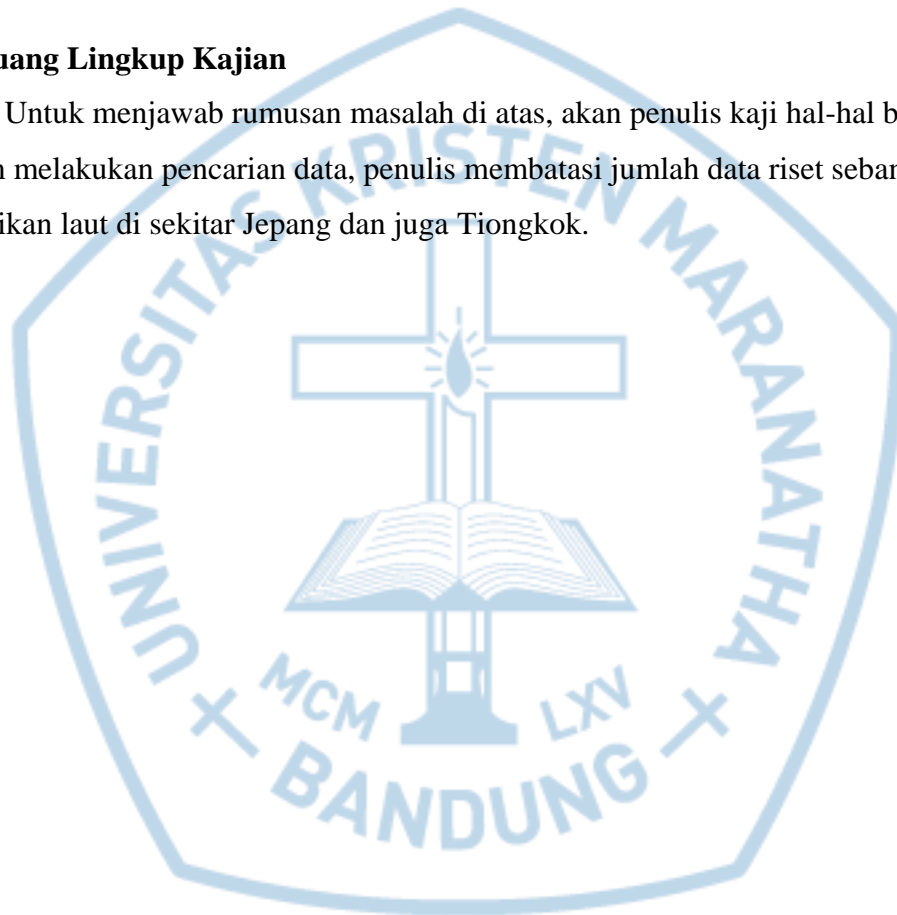 uang Lingkup Kajian
Untuk menjawab rumusan masalah di atas, akan penulis kaji hal-hal b
melakukan pencarian data, penulis membatasi jumlah data riset seba
ikan laut di sekitar Jepang dan juga Tiongkok.
UNIVERSITAS KRISTEN MARANATHA
MCM LXV
BANDUNG